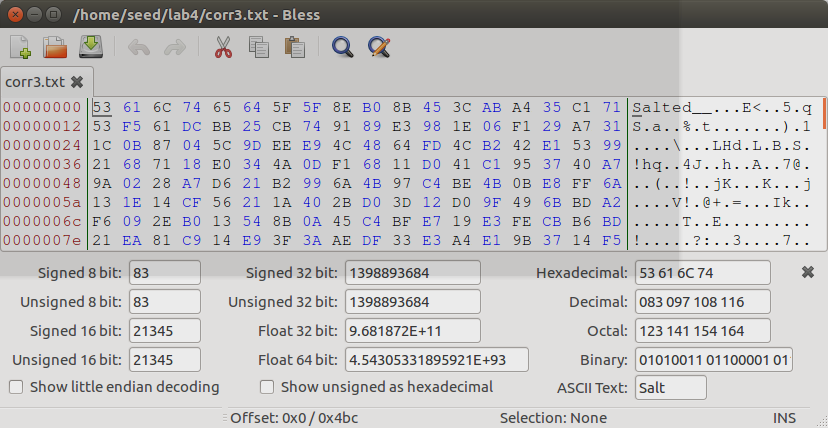 /home/seed/lab4/corr3.txt - Bless
corr3.txt
00000000 53 61 6C 74 65 64 5F 5F 8E B0 8B 45 3C AB A4 35 C1 71 Salted__...E<..5.q
00000012 53 F5 61 DC BB 25 CB 74 91 89 E3 98 1E 06 F1 29 A7 31 S.a..%.t.......).1
00000024 1C 0B 87 04 5C 9D EE E9 4C 48 64 FD 4C B2 42 E1 53 99 ....\...LHd.L.B.S.
00000036 21 68 71 18 E0 34 4A 0D F1 68 11 D0 41 C1 95 37 40 A7 !hq..4J..h..A..7@.
00000048 9A 02 28 A7 D6 21 B2 99 6A 4B 97 C4 BE 4B 0B E8 FF 6A ..(..!..jK...K...j
0000005a 13 1E 14 CF 56 21 1A 40 2B D0 3D 12 D0 9F 49 6B BD A2 ....V!.@+.=...Ik..
0000006c F6 09 2E B0 13 54 8B 0A 45 C4 BF E7 19 E3 FE CB B6 BD .....T..E.........
0000007e 21 EA 81 C9 14 E9 3F 3A AE DF 33 E3 A4 E1 9B 37 14 F5 !.....?:..3....7..
Signed 8 bit: 83 Signed 32 bit: 1398893684 Hexadecimal: 53 61 6C 74
Unsigned 8 bit: 83 Unsigned 32 bit: 1398893684 Decimal: 083 097 108 116
Signed 16 bit: 21345 Float 32 bit: 9.681872E+11 Octal: 123 141 154 164
Unsigned 16 bit: 21345 Float 64 bit: 4.54305331895921E+93 Binary: 01010011 01100001 01
Show little endian decoding Show unsigned as hexadecimal ASCII Text: Salt
Offset: 0x0 / 0x4bc Selection: None INS